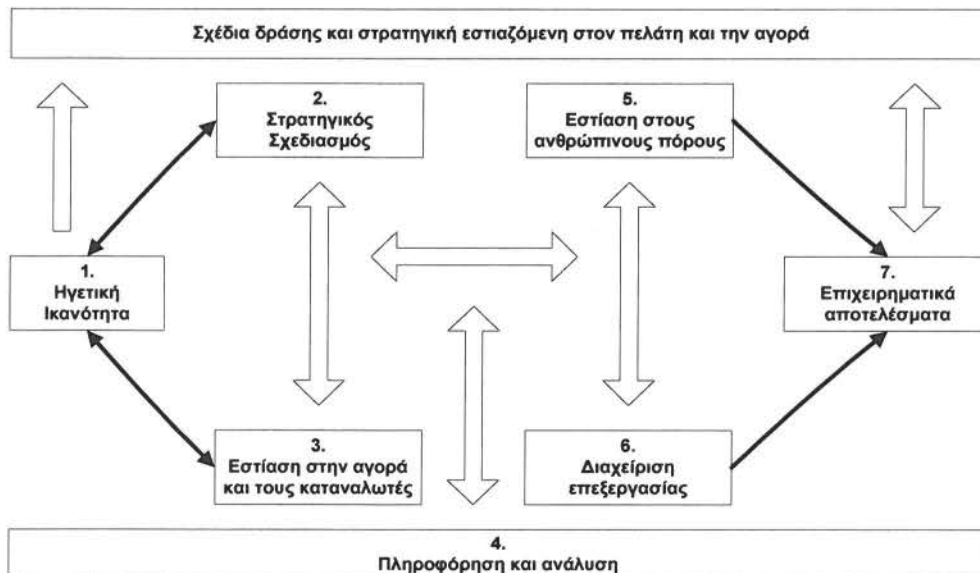 Σχέδια δράσης και στρατηγική εστιαζόμενη στον πελάτη και την αγορά
2.
Στρατηγικός
Σχεδιασμός
5.
Εστίαση στους
ανθρώπινους πόρους
1.
Ηγετική
Ικανότητα
7.
Επιχειρηματικά
αποτελέσματα
3.
Εστίαση στην αγορά
και τους καταναλωτές
6.
Διαχείριση
επεξεργασίας
4.
Πληροφόρηση και ανάλυση